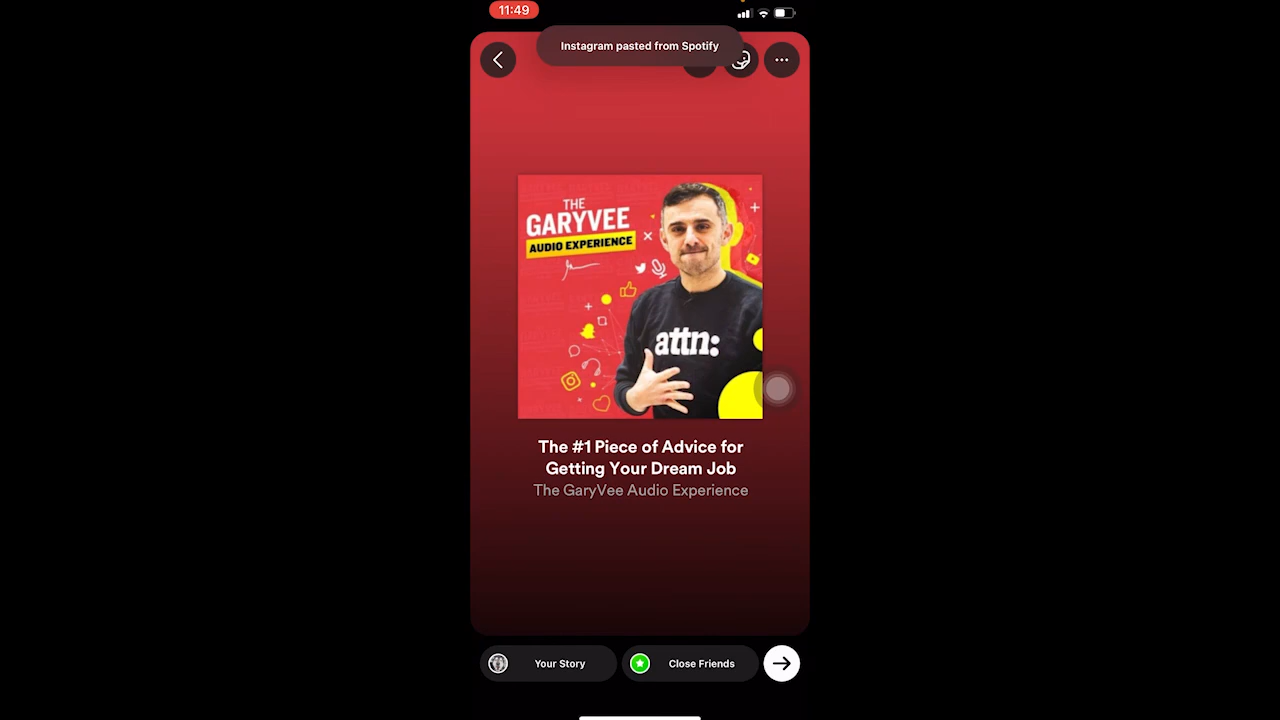 11:49
Instagram pasted from Spotify
THE
GARYVEE
AUDIO EXPERIENCE
attn:
The #1 Piece of Advice for
Getting Your Dream Job
The GaryVee Audio Experience
Your Story
Close Friends